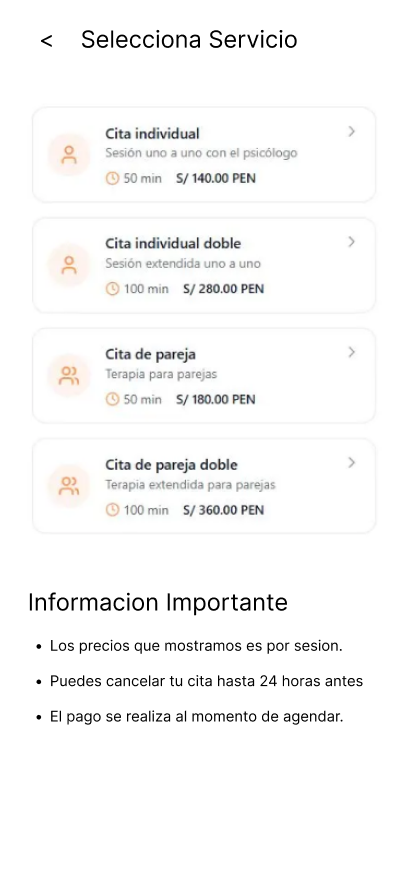 < Selecciona Servicio
Cita individual
Sesión uno a uno con el psicólogo
50 min S/ 140.00 PEN
Cita individual doble
Sesión extendida uno a uno
100 min S/ 280.00 PEN
Cita de pareja
Terapia para parejas
50 min S/ 180.00 PEN
Cita de pareja doble
Terapia extendida para parejas
100 min S/ 360.00 PEN
Informacion Importante
• Los precios que mostramos es por sesion.
• Puedes cancelar tu cita hasta 24 horas antes
• El pago se realiza al momento de agendar.